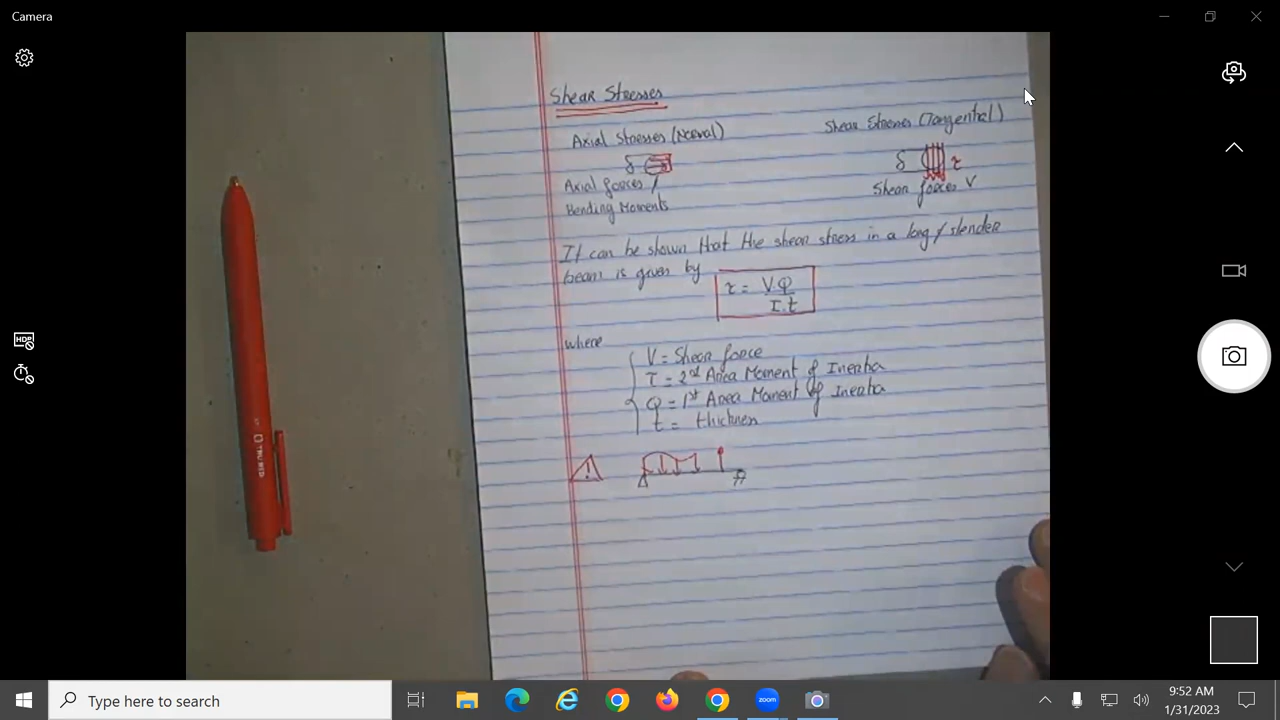 Camera
Shear Stresses
Axial Stresses (Normal)
Shear Stresses (Tangential)
δ
δ
τ
Axial forces /
Bending Moments
Shear forces V
It can be shown that the shear stress in a long / slender
beam is given by
τ = V.Q
I.t
where
V = Shear force
I = 2nd Area Moment of Inertia
Q = 1st Area Moment of Inertia
t = thickness
!
Type here to search
zoom
9:52 AM
1/31/2023